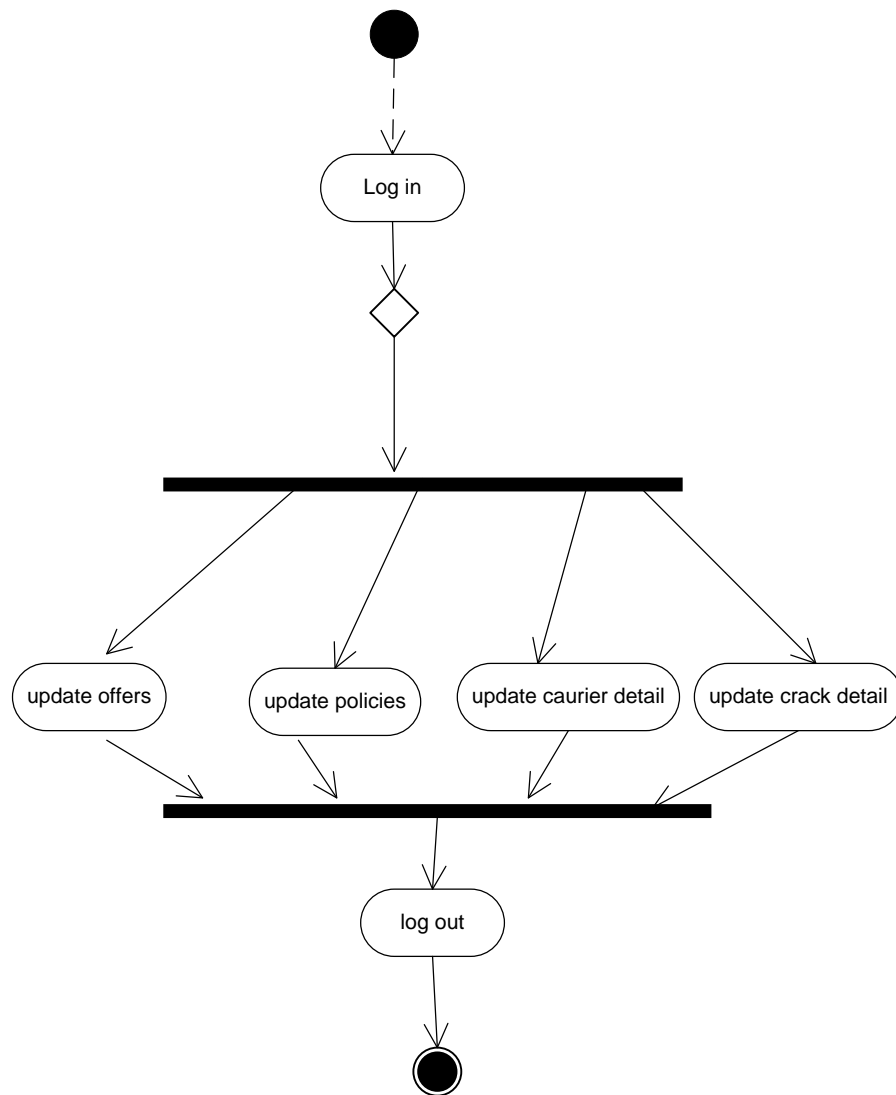 Log in
update offers
update policies
update caurier detail
update crack detail
log out